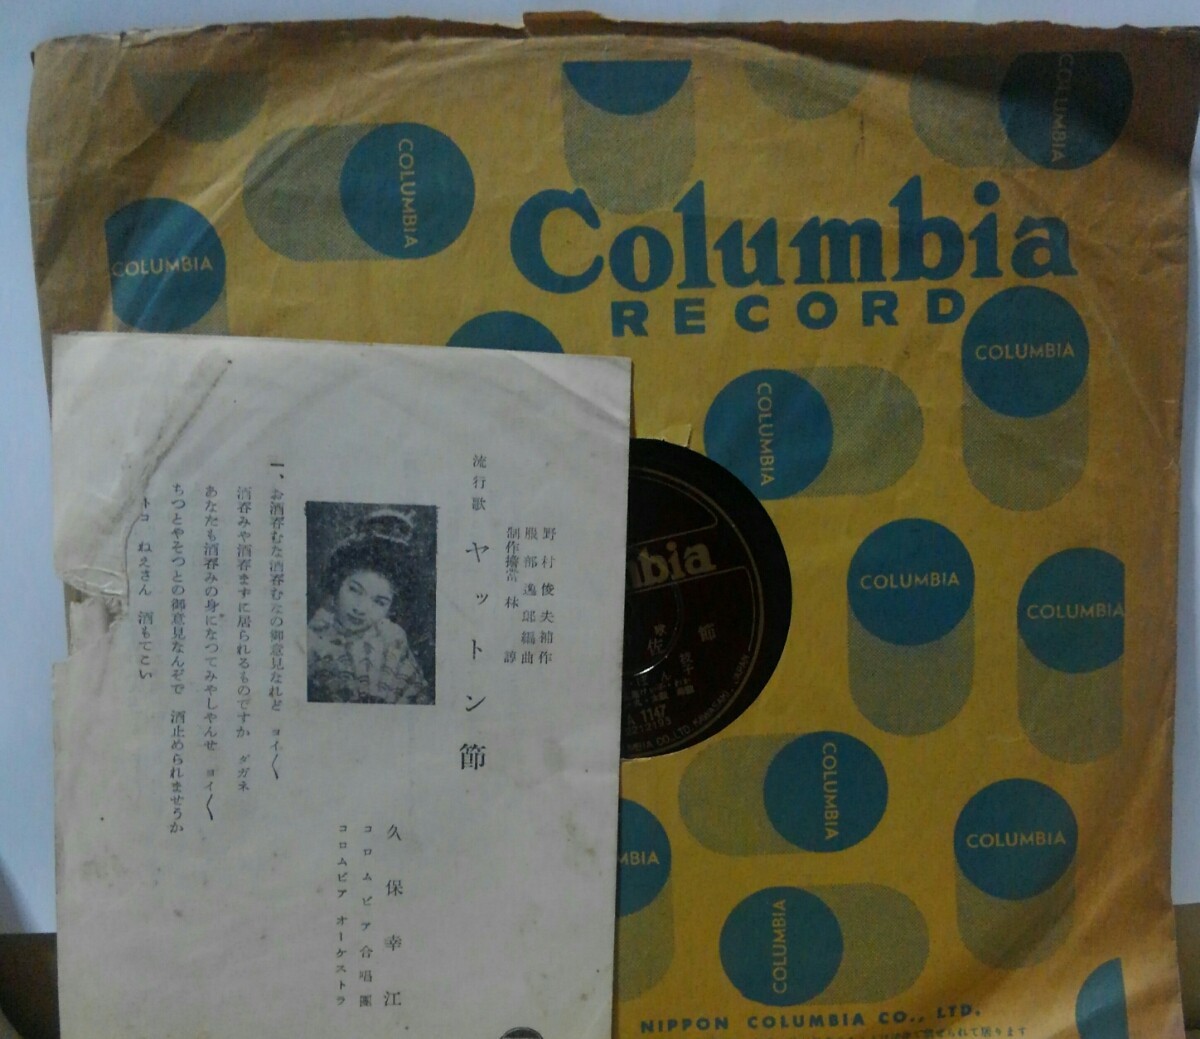 Columbia
RECORD
COLUMBIA
COLUMBIA
COLUMBIA
COLUMBIA
COLUMBIA
COLUMBIA
COLUMBIA
COLUMBIA
COLUMBIA
COLUMBIA
MBIA
NIPPON COLUMBIA CO., LTD.
野村俊夫補作
服部逸郎編曲
流行歌 ヤットン節
久保幸江
コロムビア合唱團
コロムビア オーケストラ
一、お酒呑むな酒呑むなの御意見なれど ヨイ〱
酒呑みや酒呑まずに居られるものですか ダガネ
あなたも酒呑みの身になつてみやしやんせ ヨイ〱
ちつとやそつとの御意見なんぞで 酒止められませうか
トコ ねえさん 酒もてこい
mbia
節
A 1147